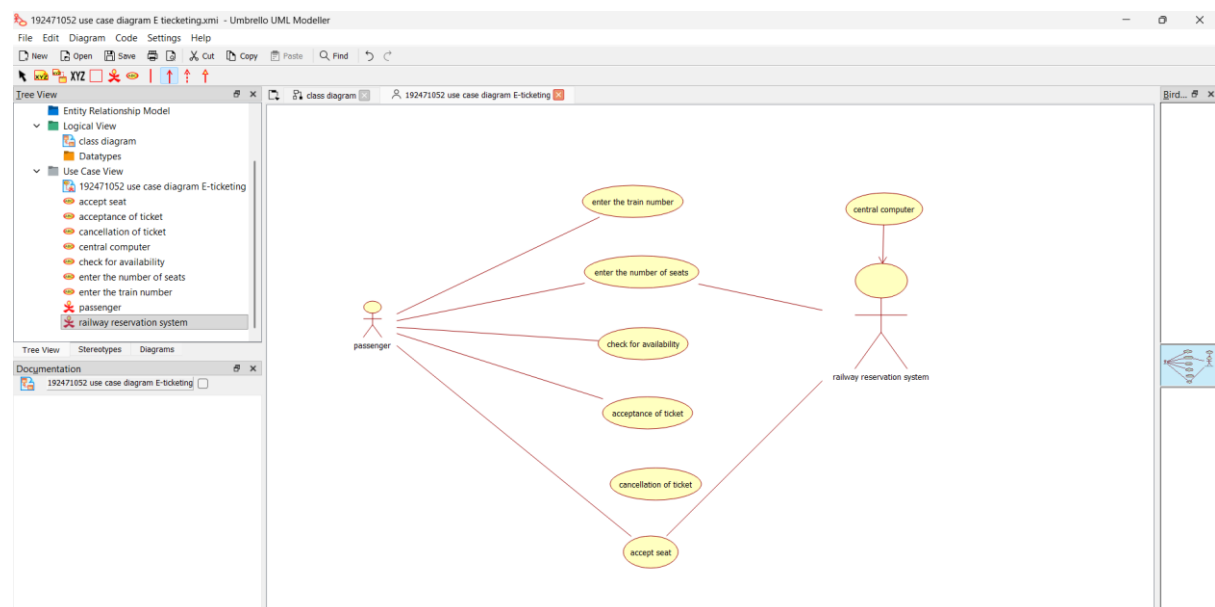 192471052 use case diagram E tiecketing.xmi - Umbrello UML Modeller
File Edit Diagram Code Settings Help
New Open Save Cut Copy Paste Find
XYZ
Tree View
Entity Relationship Model
Logical View
class diagram
Datatypes
Use Case View
192471052 use case diagram E-ticketing
accept seat
acceptance of ticket
cancellation of ticket
central computer
check for availability
enter the number of seats
enter the train number
passenger
railway reservation system
Tree View Stereotypes Diagrams
Documentation
192471052 use case diagram E-ticketing
class diagram 192471052 use case diagram E-ticketing
enter the train number
central computer
enter the number of seats
passenger
check for availability
railway reservation system
acceptance of ticket
cancellation of ticket
accept seat
Bird...